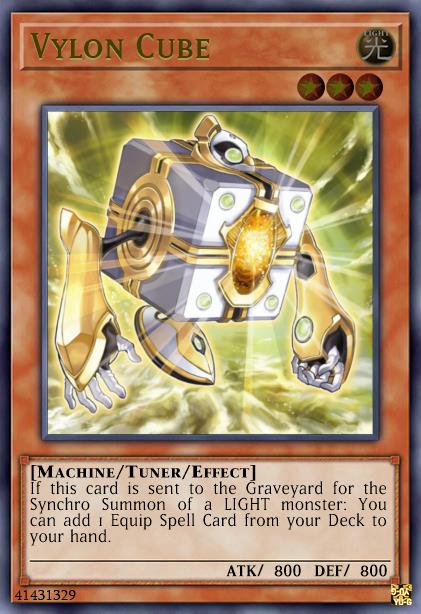 Vylon Cube
LIGHT
光
[Machine/Tuner/Effect]
If this card is sent to the Graveyard for the
Synchro Summon of a LIGHT monster: You
can add 1 Equip Spell Card from your Deck to
your hand.
ATK/ 800 DEF/ 800
41431329